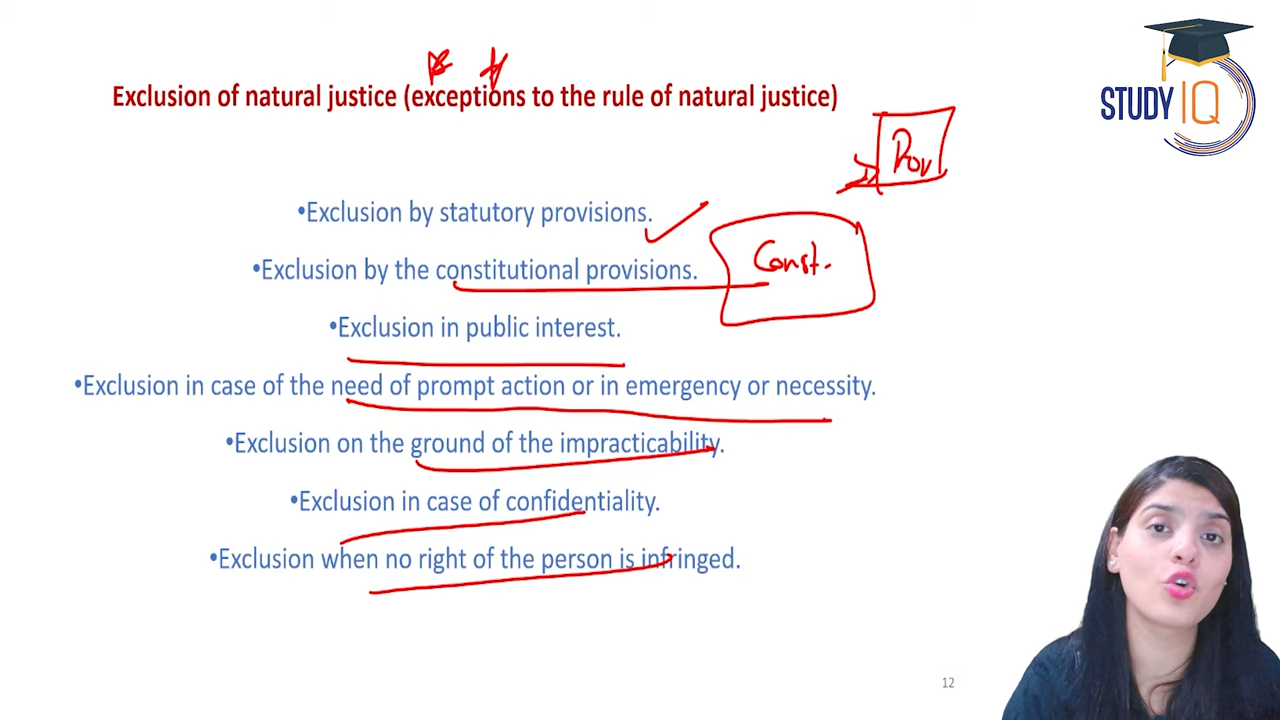 STUDY IQ
Exclusion of natural justice (exceptions to the rule of natural justice)
Prov
•Exclusion by statutory provisions.
Const.
•Exclusion by the constitutional provisions.
•Exclusion in public interest.
•Exclusion in case of the need of prompt action or in emergency or necessity.
•Exclusion on the ground of the impracticability.
•Exclusion in case of confidentiality.
•Exclusion when no right of the person is infringed.
12